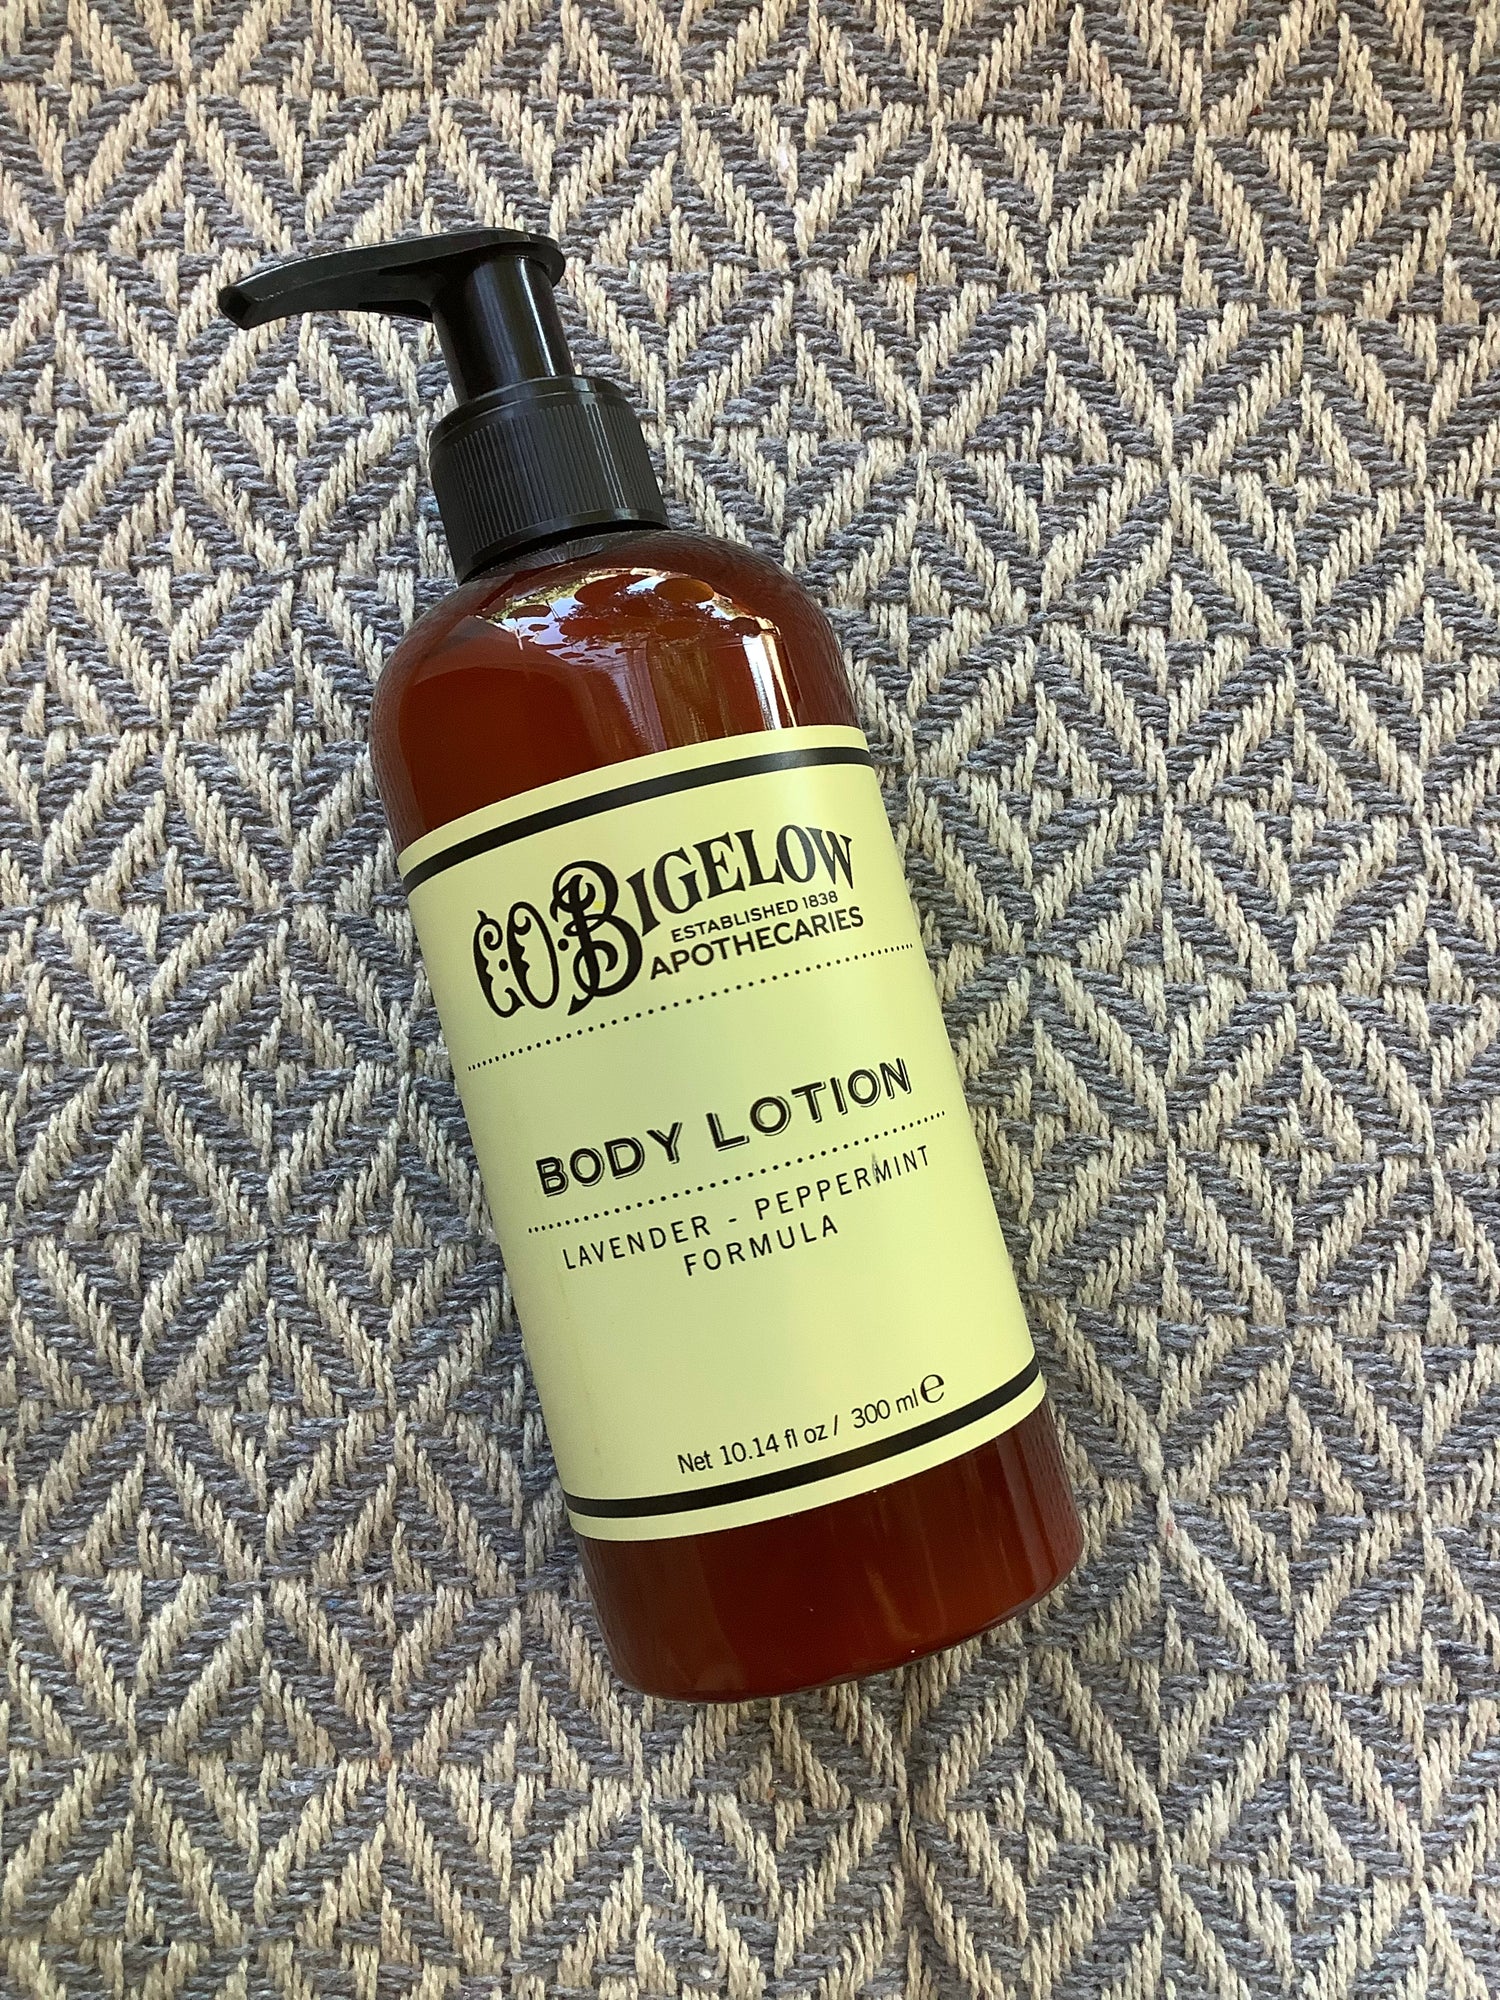 C.O. BIGELOW
ESTABLISHED 1838
APOTHECARIES
BODY LOTION
LAVENDER - PEPPERMINT
FORMULA
Net 10.14 fl oz / 300 ml ℮